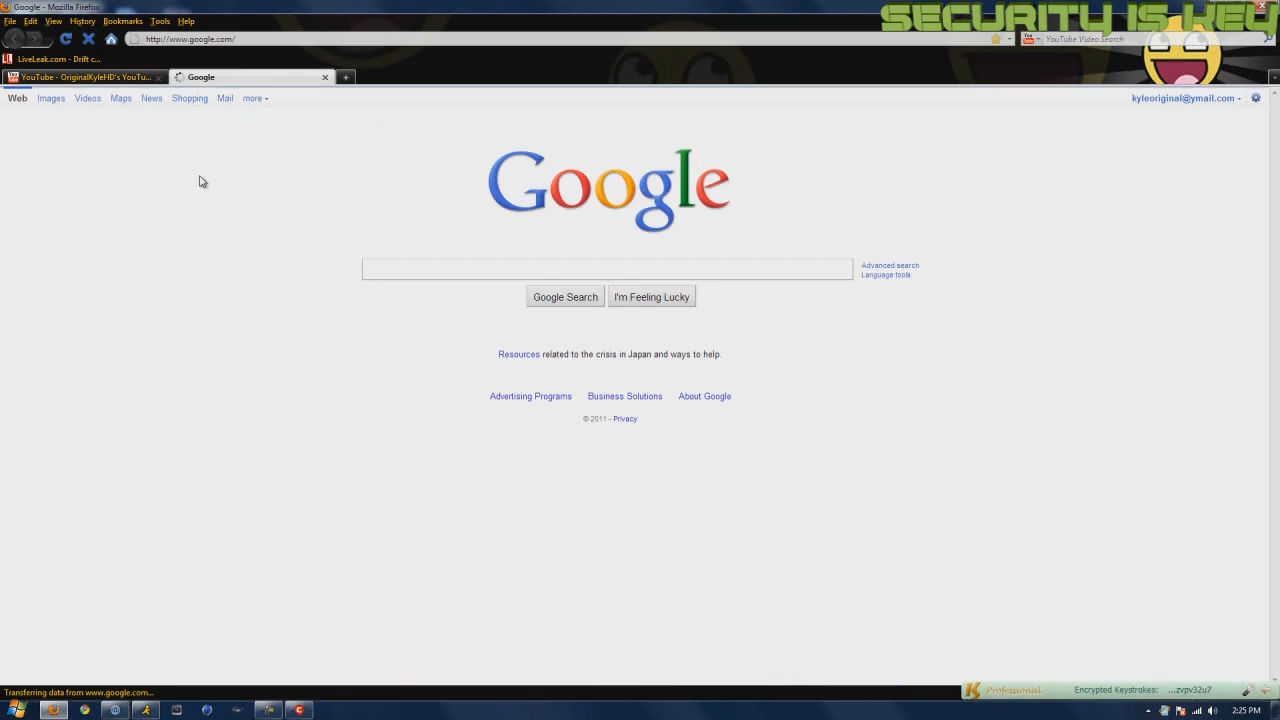 Google - Mozilla Firefox
SECURITY IS KEY
File Edit View History Bookmarks Tools Help
http://www.google.com/
YouTube Video Search
LiveLeak.com - Drift c...
YouTube - OriginalKyleHD's YouTu...
Google
Web Images Videos Maps News Shopping Mail more
kyleoriginal@ymail.com
Google
Advanced search
Language tools
Google Search
I'm Feeling Lucky
Resources related to the crisis in Japan and ways to help.
Advertising Programs Business Solutions About Google
© 2011 - Privacy
Transferring data from www.google.com...
K Professional Encrypted Keystrokes: ...zvpv32u7
2:25 PM